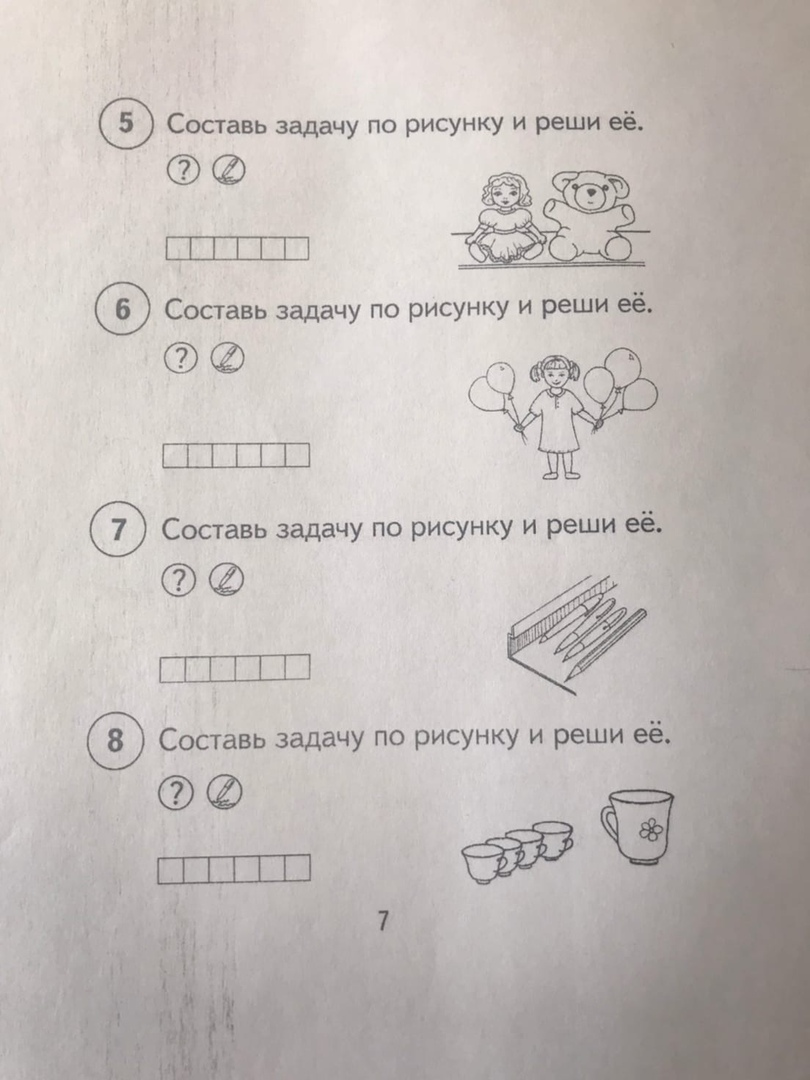 5 Составь задачу по рисунку и реши её.
?
6 Составь задачу по рисунку и реши её.
?
7 Составь задачу по рисунку и реши её.
?
8 Составь задачу по рисунку и реши её.
?
7